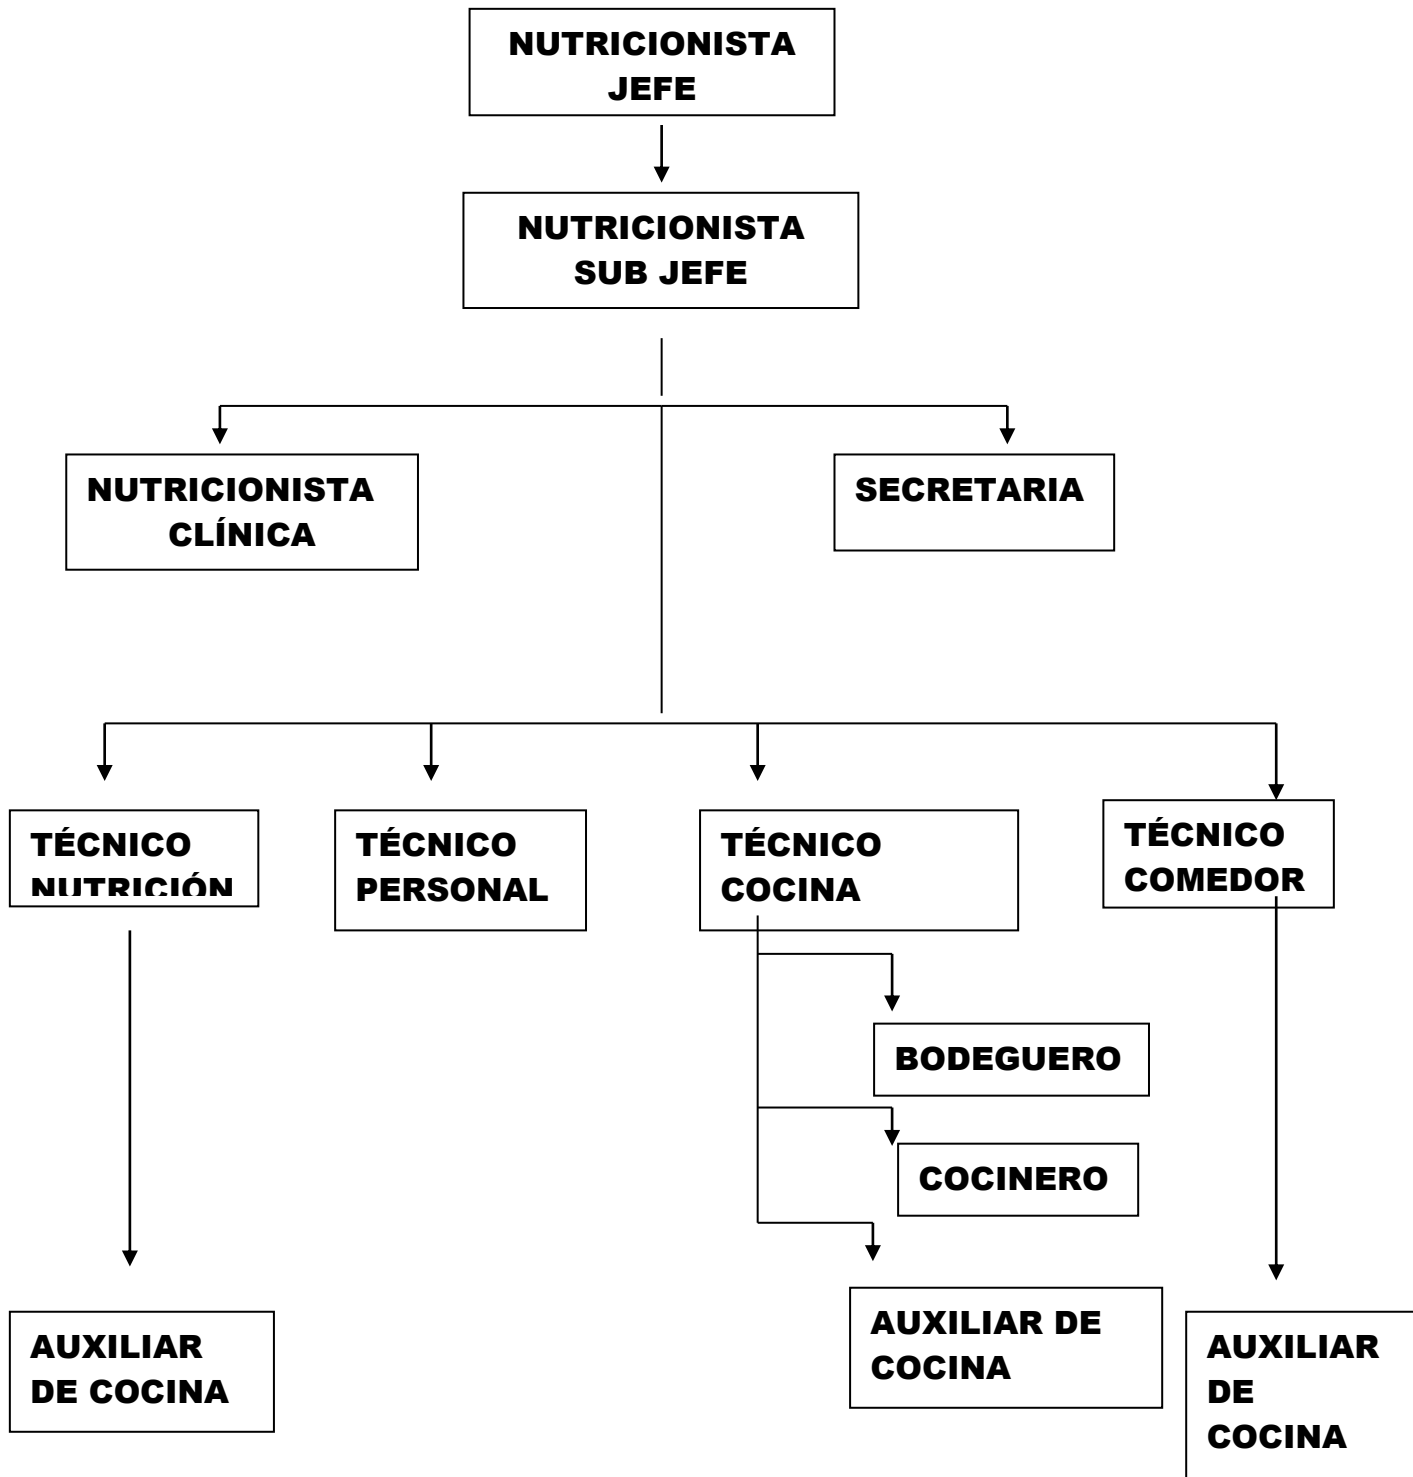 NUTRICIONISTA
JEFE
NUTRICIONISTA
SUB JEFE
NUTRICIONISTA
CLÍNICA
SECRETARIA
TÉCNICO
NUTRICIÓN
TÉCNICO
PERSONAL
TÉCNICO
COCINA
TÉCNICO
COMEDOR
BODEGUERO
COCINERO
AUXILIAR
DE COCINA
AUXILIAR DE
COCINA
AUXILIAR
DE
COCINA